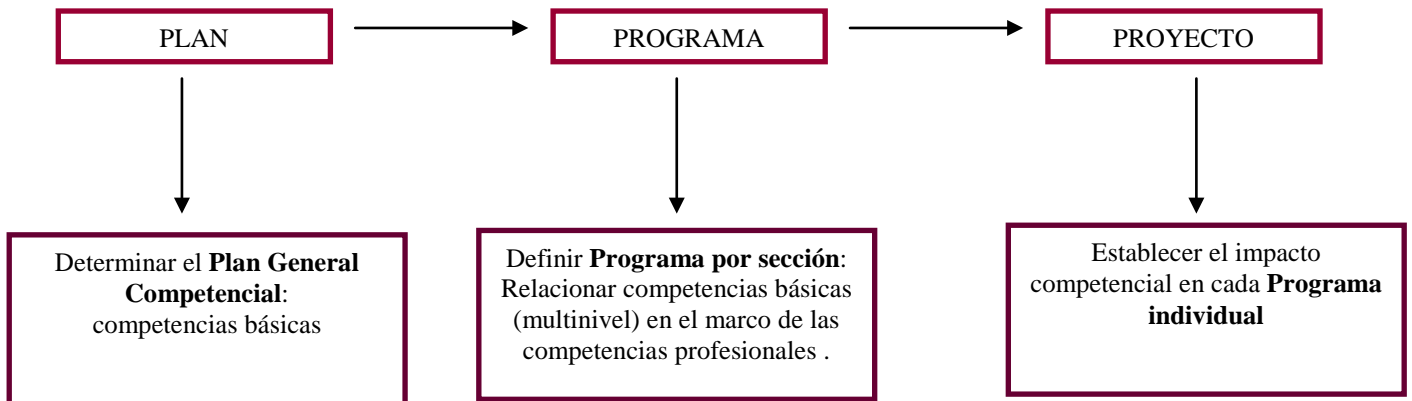 PLAN
PROGRAMA
PROYECTO
Determinar el Plan General
Competencial:
competencias básicas
Definir Programa por sección:
Relacionar competencias básicas
(multinivel) en el marco de las
competencias profesionales .
Establecer el impacto
competencial en cada Programa
individual